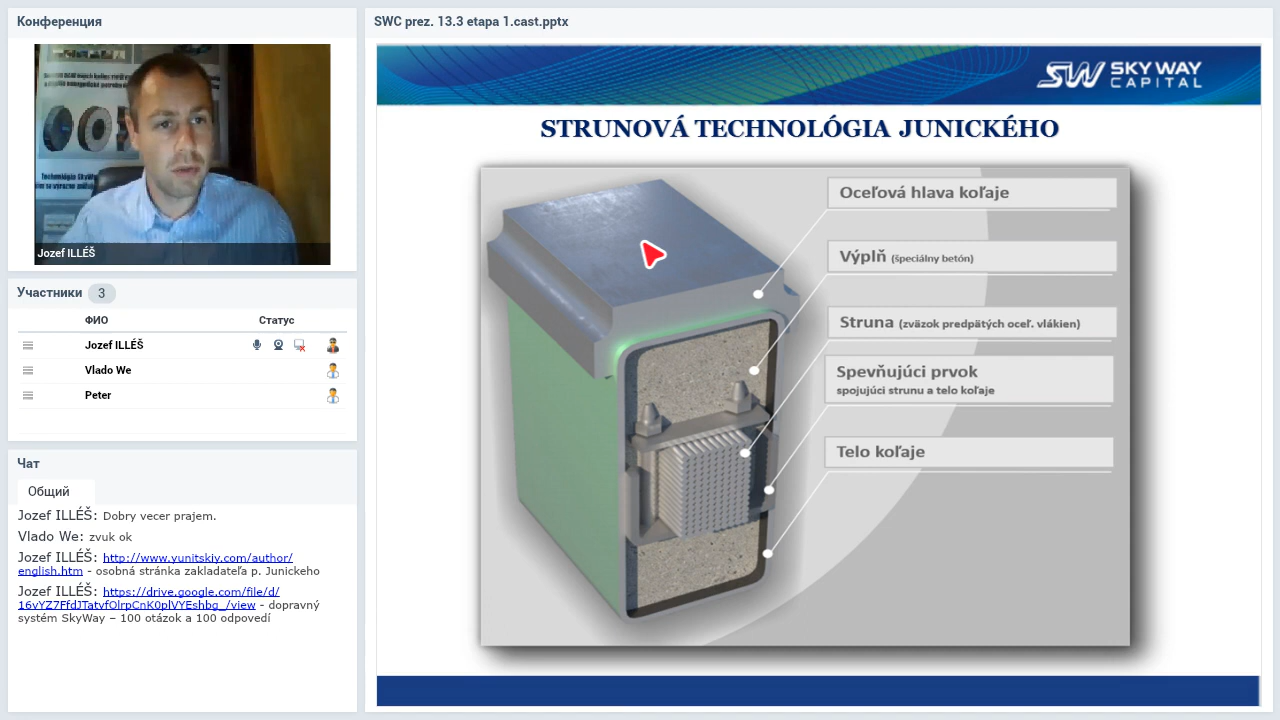 Конференция
Jozef ILLÉŠ
Участники 3
ФИО Статус
Jozef ILLÉŠ
Vlado We
Peter
Чат
Общий
Jozef ILLÉŠ: Dobry vecer prajem.
Vlado We: zvuk ok
Jozef ILLÉŠ: http://www.yunitskiy.com/author/
english.htm - osobná stránka zakladateľa p. Junickeho
Jozef ILLÉŠ: https://drive.google.com/file/d/
16vYZ7FfdJTatvfOlrpCnK0plVYEshbg_/view - dopravný
systém SkyWay – 100 otázok a 100 odpovedí
SWC prez. 13.3 etapa 1.cast.pptx
SW SKY WAY
CAPITAL
STRUNOVÁ TECHNOLÓGIA JUNICKÉHO
Oceľová hlava koľaje
Výplň (špeciálny betón)
Struna (zväzok predpätých oceľ. vlákien)
Spevňujúci prvok
spojujúci strunu a telo koľaje
Telo koľaje